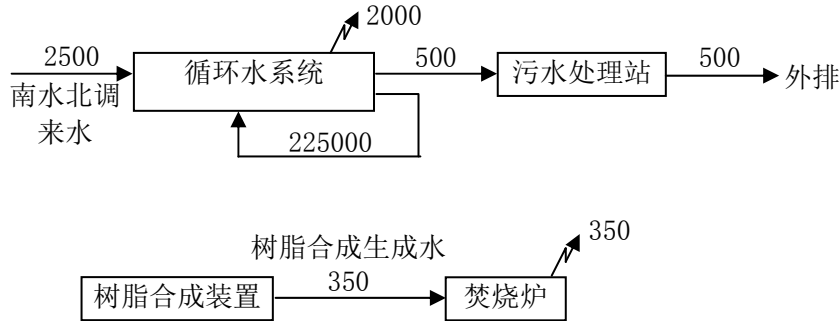 2000
2500
循环水系统
500
污水处理站
500
外排
南水北调
来水
225000
树脂合成生成水
350
树脂合成装置
350
焚烧炉